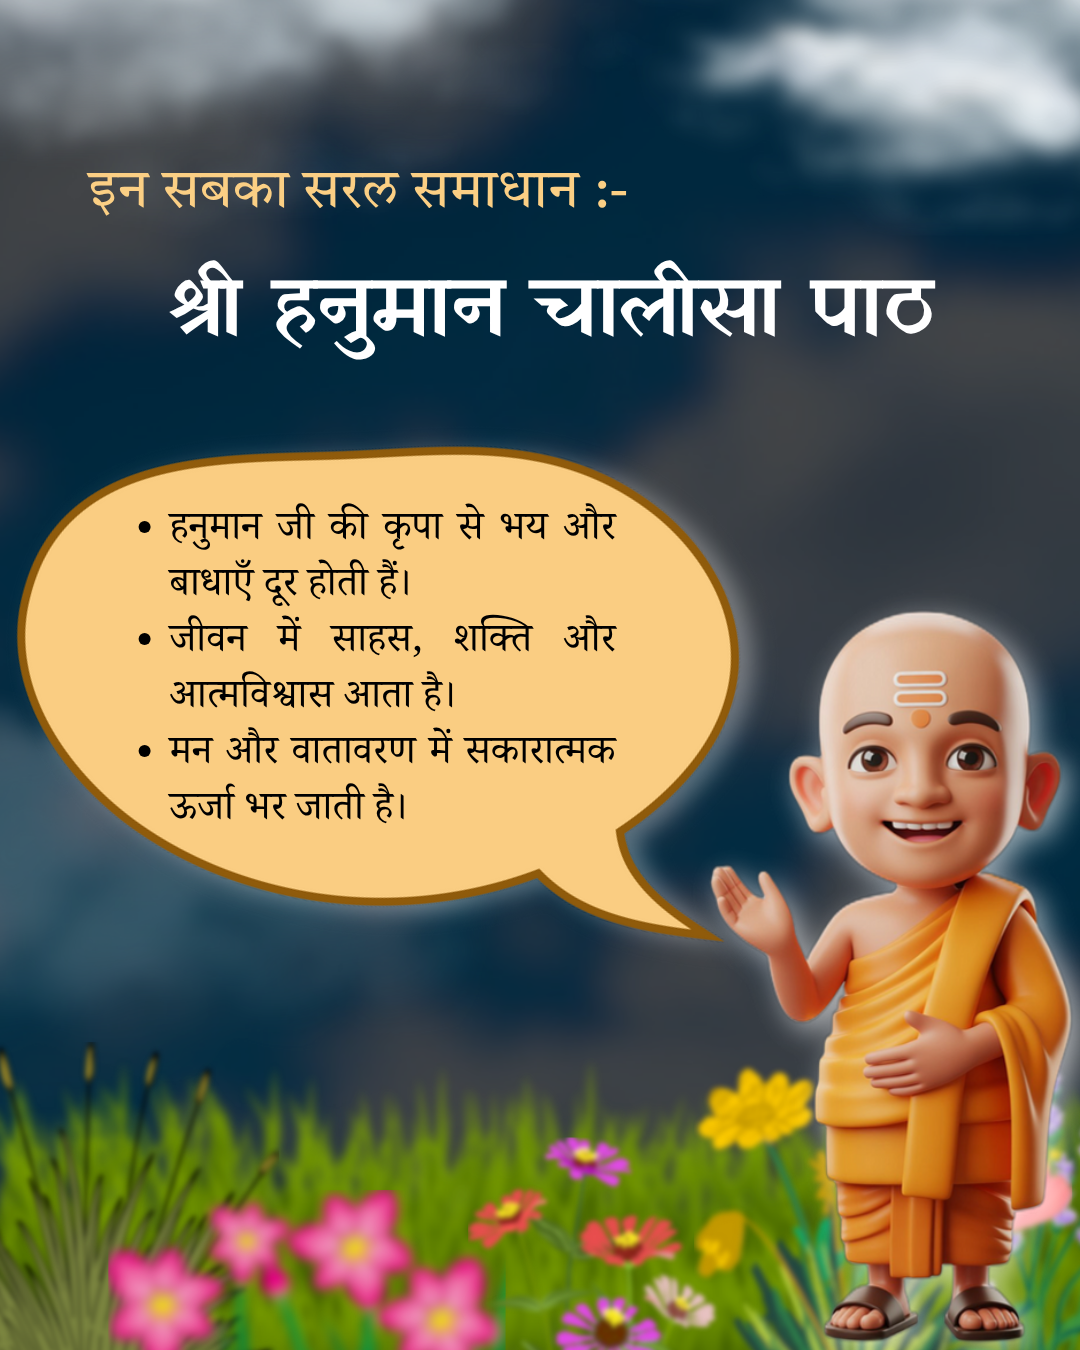 इन सबका सरल समाधान :-
श्री हनुमान चालीसा पाठ
• हनुमान जी की कृपा से भय और
बाधाएँ दूर होती हैं।
• जीवन में साहस, शक्ति और
आत्मविश्वास आता है।
• मन और वातावरण में सकारात्मक
ऊर्जा भर जाती है।